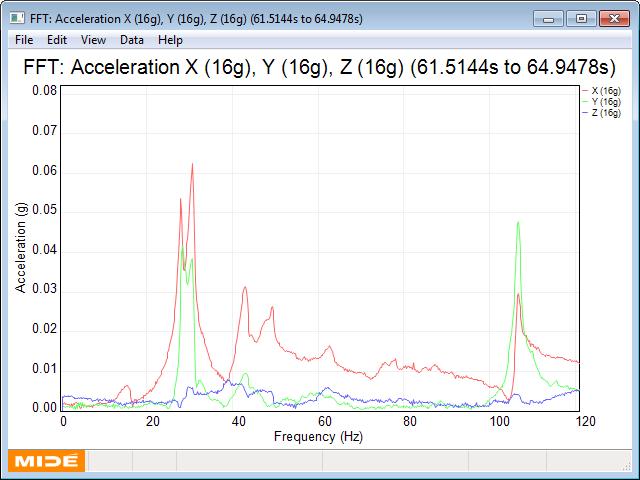 FFT: Acceleration X (16g), Y (16g), Z (16g) (61.5144s to 64.9478s)
File Edit View Data Help
FFT: Acceleration X (16g), Y (16g), Z (16g) (61.5144s to 64.9478s)
0.08
0.07
0.06
0.05
0.04
0.03
0.02
0.01
0.00
Acceleration (g)
X (16g)
Y (16g)
Z (16g)
0 20 40 60 80 100 120
Frequency (Hz)
MIDÉ